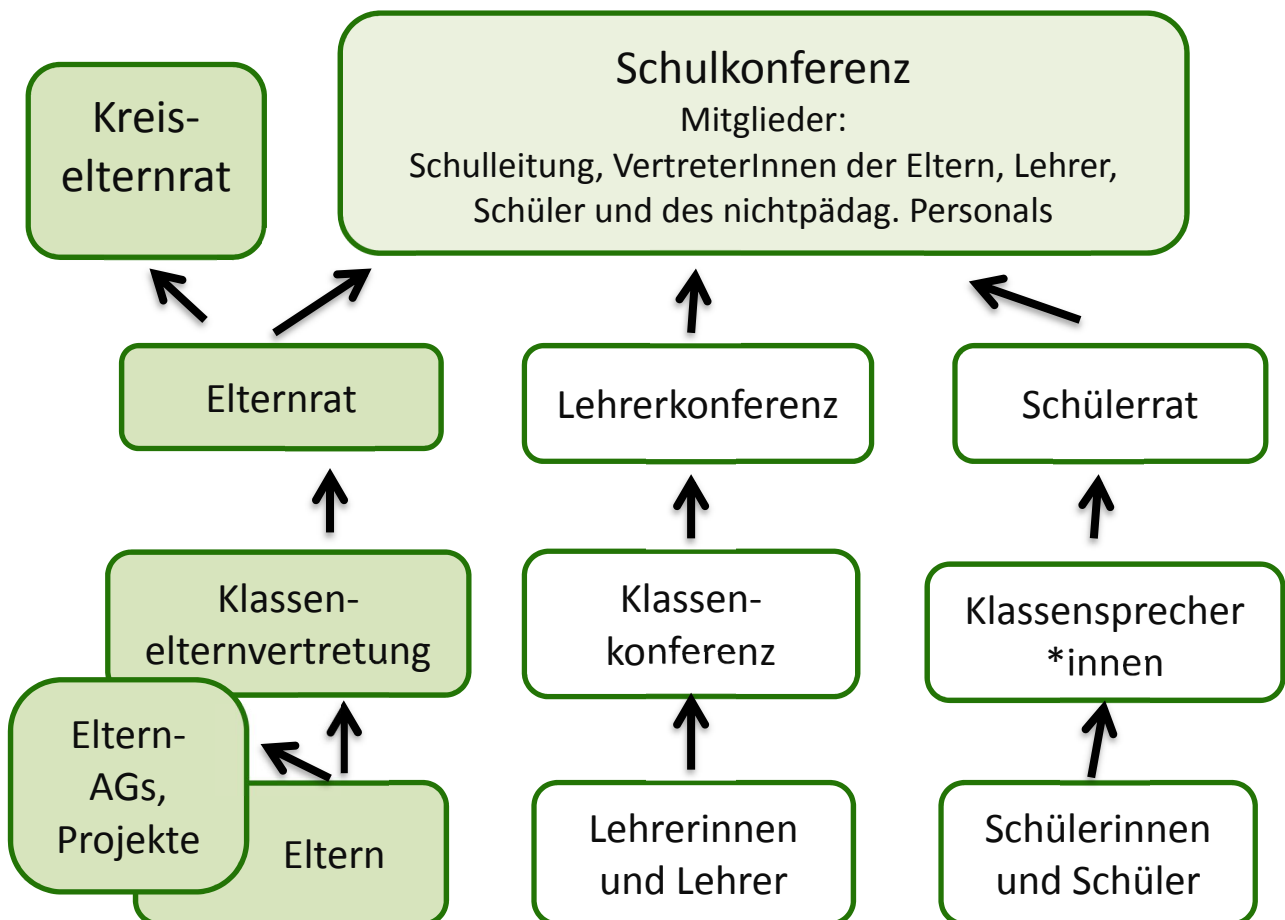 Kreis-
elternrat
Schulkonferenz
Mitglieder:
Schulleitung, VertreterInnen der Eltern, Lehrer,
Schüler und des nichtpädag. Personals
Elternrat
Lehrerkonferenz
Schülerrat
Klassen-
elternvertretung
Klassen-
konferenz
Klassensprecher
*innen
Eltern-
AGs,
Projekte
Eltern
Lehrerinnen
und Lehrer
Schülerinnen
und Schüler